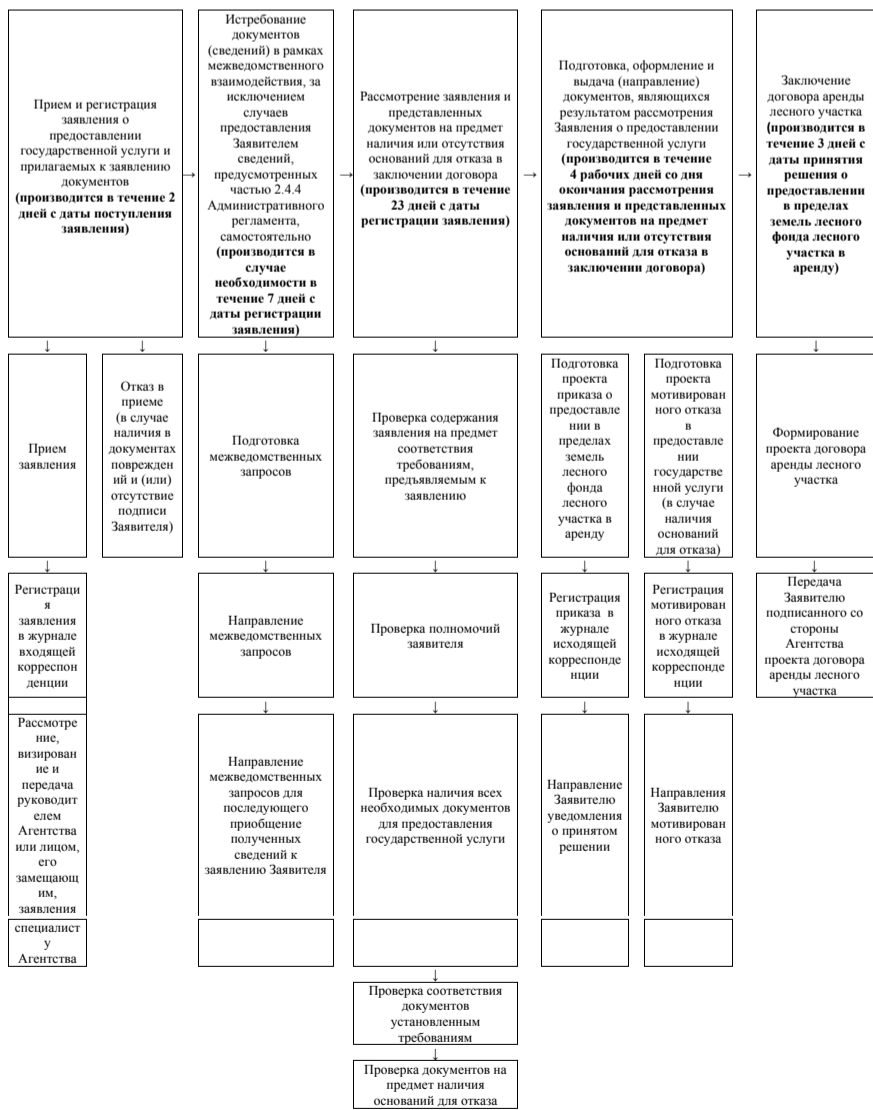 Прием и регистрация
заявления о
предоставлении
государственной услуги и
прилагаемых к заявлению
документов
(производится в течение 2
дней с даты поступления
заявления)
→
Истребование
документов
(сведений) в рамках
межведомственного
взаимодействия, за
исключением
случаев
предоставления
Заявителем
сведений,
предусмотренных
частью 2.4.4
Административного
регламента,
самостоятельно
(производится в
случае
необходимости в
течение 7 дней с
даты регистрации
заявления)
→
Рассмотрение заявления и
представленных
документов на предмет
наличия или отсутствия
оснований для отказа в
заключении договора
(производится в течение
23 дней с даты
регистрации заявления)
→
Подготовка, оформление и
выдача (направление)
документов, являющихся
результатом рассмотрения
Заявления о предоставлении
государственной услуги
(производится в течение
4 рабочих дней со дня
окончания рассмотрения
заявления и представленных
документов на предмет
наличия или отсутствия
оснований для отказа в
заключении договора)
→
Заключение
договора аренды
лесного участка
(производится в
течение 3 дней с
даты принятия
решения о
предоставлении
в пределах
земель лесного
фонда лесного
участка в
аренду)
↓ ↓ ↓ ↓ ↓ ↓ ↓
Прием
заявления
Отказ в
приеме
(в случае
наличия в
документах
поврежден
ий и (или)
отсутствие
подписи
Заявителя)
Подготовка
межведомственных
запросов
Проверка содержания
заявления на предмет
соответствия
требованиям,
предъявляемым к
заявлению
Подготовка
проекта
приказа о
предоставле
нии в
пределах
земель
лесного
фонда
лесного
участка в
аренду
Подготовка
проекта
мотивирован
ного отказа
в
предоставле
нии
государстве
нной услуги
(в случае
наличия
оснований
для отказа)
Формирование
проекта договора
аренды лесного
участка
↓ ↓ ↓ ↓ ↓ ↓
Регистраци
я
заявления
в журнале
входящей
корреспон
денции
Направление
межведомственных
запросов
Проверка полномочий
заявителя
Регистрация
приказа в
журнале
исходящей
корреспонде
нции
Регистрация
мотивирован
ного отказа
в журнале
исходящей
корреспонде
нции
Передача
Заявителю
подписанного со
стороны
Агентства
проекта договора
аренды лесного
участка
↓ ↓ ↓ ↓
Рассмотре
ние,
визирован
ие и
передача
руководит
елем
Агентства
или лицом,
его
замещающ
им,
заявления
специалист
у
Агентства
Направление
межведомственных
запросов для
последующего
приобщение
полученных
сведений к
заявлению Заявителя
Проверка наличия всех
необходимых документов
для предоставления
государственной услуги
Направление
Заявителю
уведомления
о принятом
решении
Направления
Заявителю
мотивирован
ного отказа
↓
Проверка соответствия
документов
установленным
требованиям
↓
Проверка документов на
предмет наличия
оснований для отказа